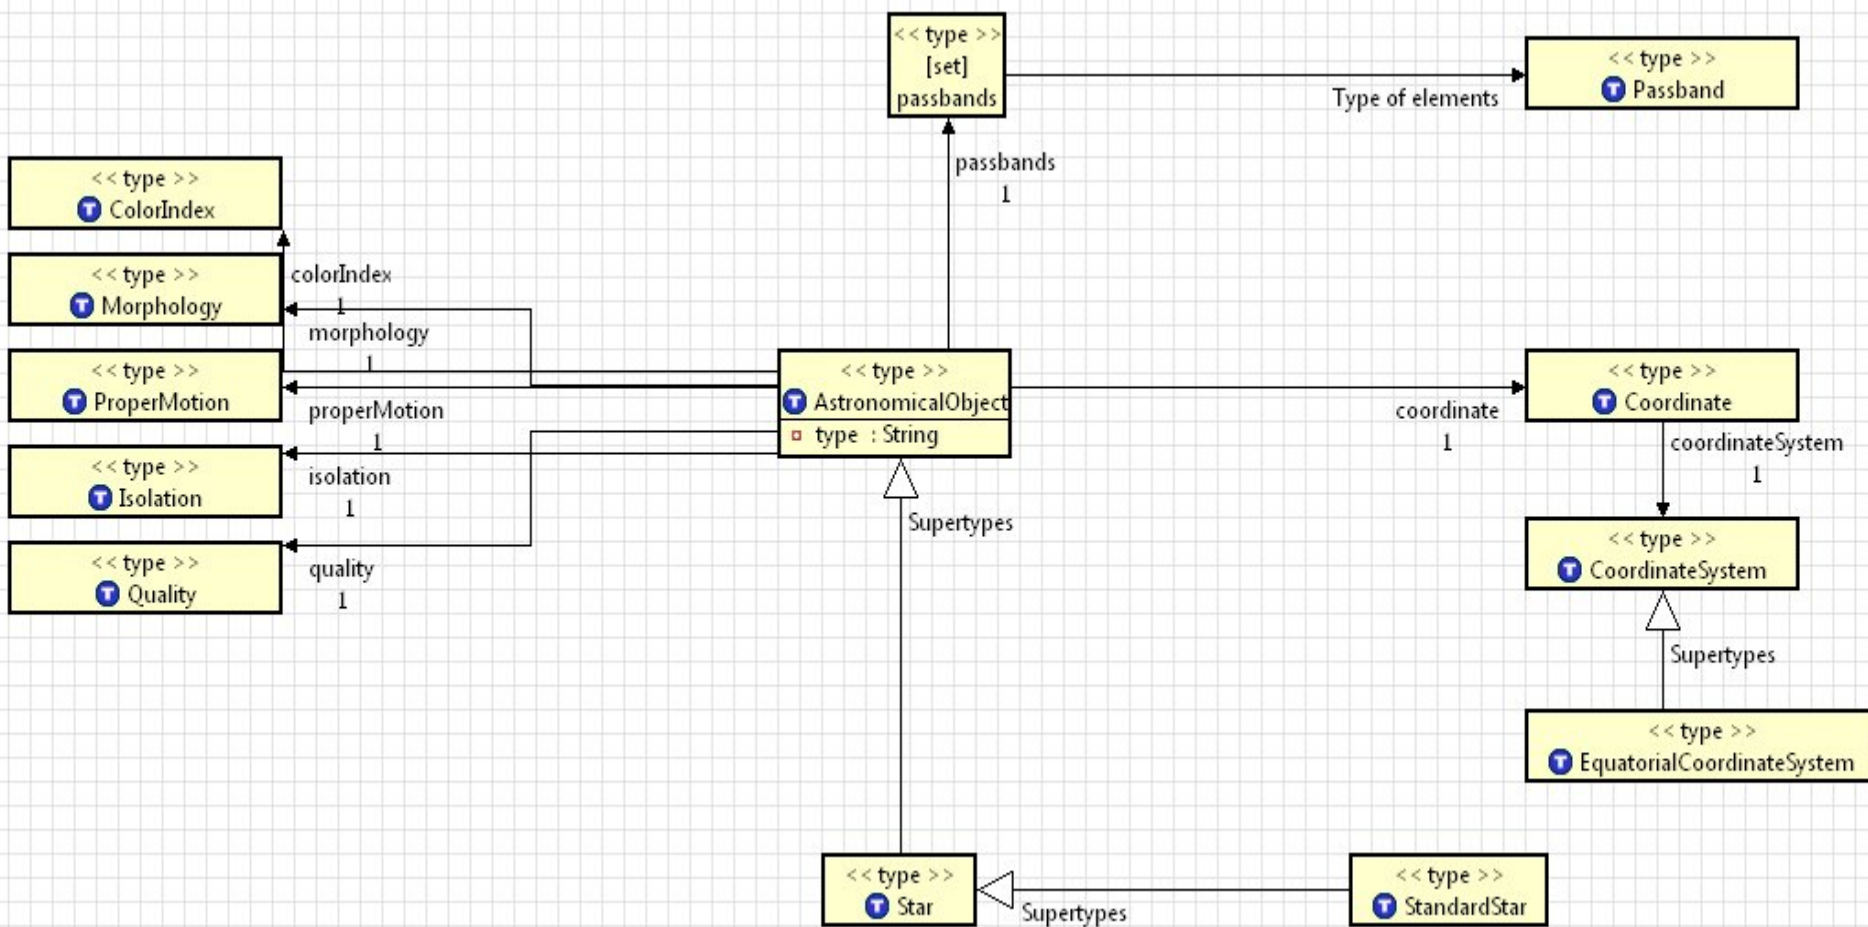 << type >>
[set]
passbands
Type of elements
<< type >>
T Passband
passbands
1
<< type >>
T ColorIndex
<< type >>
T Morphology
colorIndex
1
morphology
1
<< type >>
T ProperMotion
properMotion
1
<< type >>
T Isolation
isolation
1
<< type >>
T Quality
quality
1
<< type >>
T AstronomicalObject
type : String
coordinate
1
<< type >>
T Coordinate
coordinateSystem
1
<< type >>
T CoordinateSystem
Supertypes
<< type >>
T EquatorialCoordinateSystem
Supertypes
<< type >>
T Star
Supertypes
<< type >>
T StandardStar